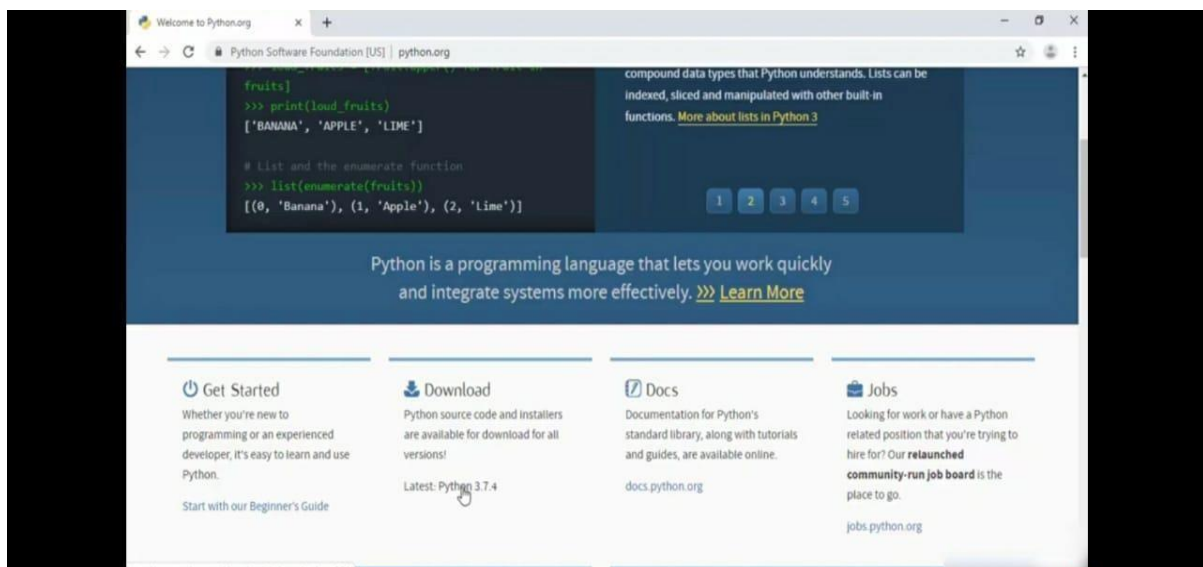 Welcome to Python.org
Python Software Foundation [US] | python.org
fruits]
>>> print(loud_fruits)
['BANANA', 'APPLE', 'LIME']
# List and the enumerate function
>>> list(enumerate(fruits))
[(0, 'Banana'), (1, 'Apple'), (2, 'Lime')]
compound data types that Python understands. Lists can be
indexed, sliced and manipulated with other built-in
functions. More about lists in Python 3
1 2 3 4 5
Python is a programming language that lets you work quickly
and integrate systems more effectively. >>> Learn More
Get Started
Whether you're new to
programming or an experienced
developer, it's easy to learn and use
Python.
Start with our Beginner's Guide
Download
Python source code and installers
are available for download for all
versions!
Latest: Python 3.7.4
Docs
Documentation for Python's
standard library, along with tutorials
and guides, are available online.
docs.python.org
Jobs
Looking for work or have a Python
related position that you're trying to
hire for? Our relaunched
community-run job board is the
place to go.
jobs.python.org